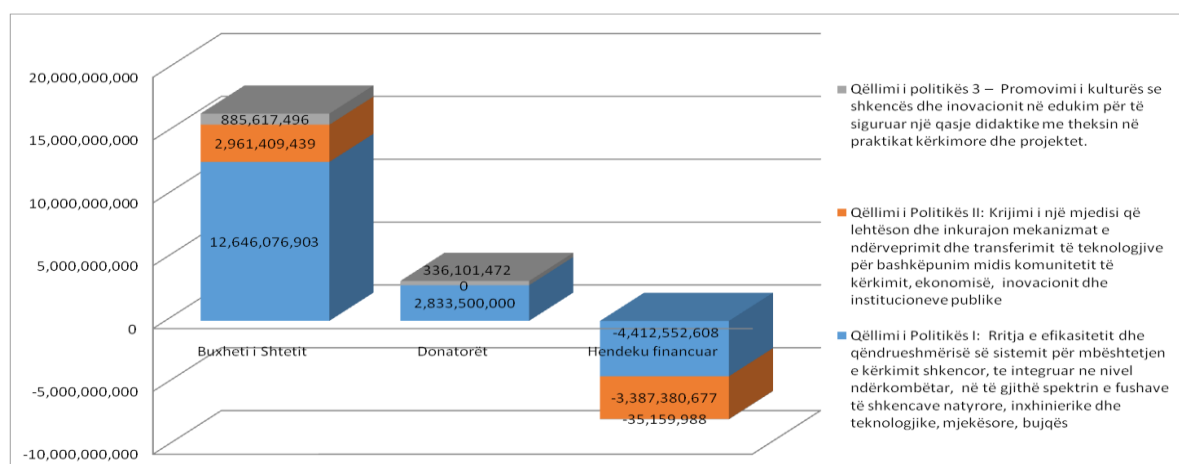 20,000,000,000
15,000,000,000
10,000,000,000
5,000,000,000
0
-5,000,000,000
-10,000,000,000
885,617,496
2,961,409,439
12,646,076,903
336,101,472
0
2,833,500,000
-4,412,552,608
-3,387,380,677
-35,159,988
Buxheti i Shtetit
Donatorët
Hendeku financuar
Qëllimi i politikës 3 – Promovimi i kulturës se
shkencës dhe inovacionit në edukim për të
siguruar një qasje didaktike me theksin në
praktikat kërkimore dhe projektet.
Qëllimi i Politikës II: Krijimi i një mjedisi që
lehtëson dhe inkurajon mekanizmat e
ndërveprimit dhe transferimit të teknologjive
për bashkëpunim midis komunitetit të
kërkimit, ekonomisë, inovacionit dhe
institucioneve publike
Qëllimi i Politikës I: Rritja e efikasitetit dhe
qëndrueshmërisë së sistemit për mbështetjen
e kërkimit shkencor, te integruar ne nivel
ndërkombëtar, në të gjithë spektrin e fushave
të shkencave natyrore, inxhinierike dhe
teknologjike, mjekësore, bujqës